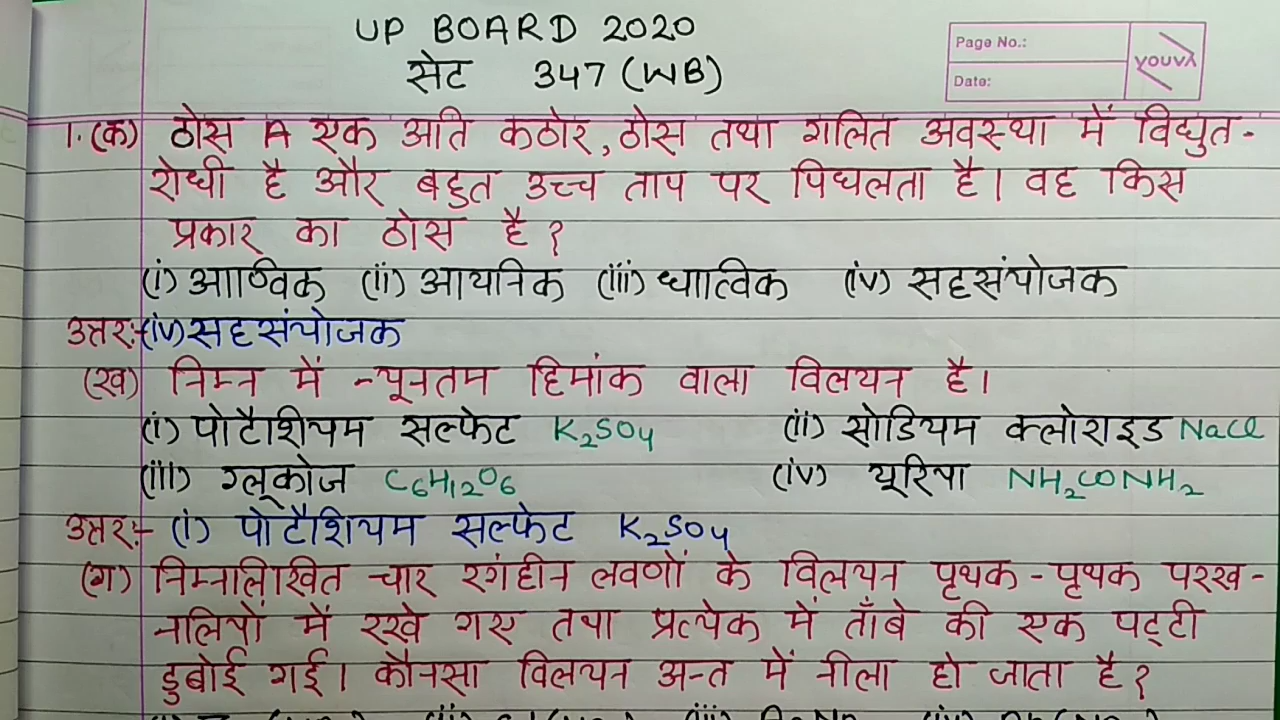 UP BOARD 2020
सेट 347 (WB)
Page No.:
Date:
youva
1. (क) ठोस A एक अति कठोर, ठोस तथा गलित अवस्था में विद्युत-
रोधी है और बहुत उच्च ताप पर पिघलता है। वह किस
प्रकार का ठोस है ?
(i) आण्विक (ii) आयनिक (iii) धात्विक (iv) सहसंयोजक
उत्तर:- (iv) सहसंयोजक
(ख) निम्न में न्यूनतम हिमांक वाला विलयन है।
(i) पोटैशियम सल्फेट K₂SO₄ (ii) सोडियम क्लोराइड NaCl
(iii) ग्लूकोज C₆H₁₂O₆ (iv) यूरिया NH₂CONH₂
उत्तर:- (i) पोटैशियम सल्फेट K₂SO₄
(ग) निम्नलिखित चार रगंहीन लवणों के विलयन पृथक - पृथक परख-
नलियों में रखे गए तथा प्रत्येक में ताँबे की एक पट्टी
डुबोई गई। कौनसा विलयन अन्त में नीला हो जाता है ?